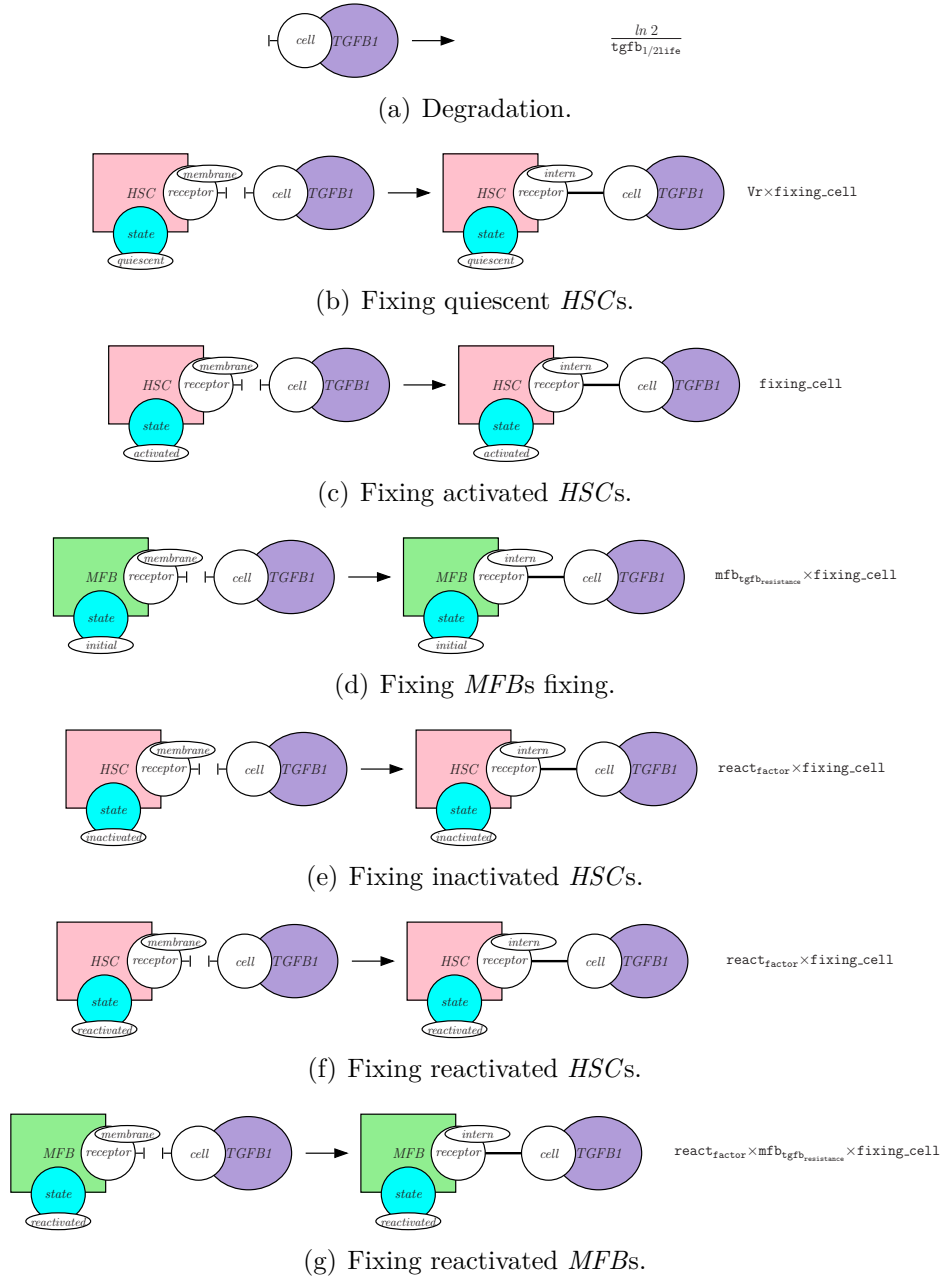 cell TGFB1 ln 2
tgfb1/2life
(a) Degradation.
membrane intern
HSC receptor cell TGFB1 HSC receptor cell TGFB1 Vr×fixing_cell
state state
quiescent quiescent
(b) Fixing quiescent HSCs.
membrane intern
HSC receptor cell TGFB1 HSC receptor cell TGFB1 fixing_cell
state state
activated activated
(c) Fixing activated HSCs.
membrane intern
MFB receptor cell TGFB1 MFB receptor cell TGFB1 mfbtgfbresistance×fixing_cell
state state
initial initial
(d) Fixing MFBs fixing.
membrane intern
HSC receptor cell TGFB1 HSC receptor cell TGFB1 reactfactor×fixing_cell
state state
inactivated inactivated
(e) Fixing inactivated HSCs.
membrane intern
HSC receptor cell TGFB1 HSC receptor cell TGFB1 reactfactor×fixing_cell
state state
reactivated reactivated
(f) Fixing reactivated HSCs.
membrane intern
MFB receptor cell TGFB1 MFB receptor cell TGFB1 reactfactor×mfbtgfbresistance×fixing_cell
state state
reactivated reactivated
(g) Fixing reactivated MFBs.